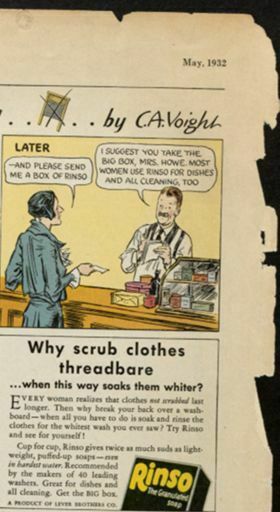 May, 1932
by C.A. Voight
LATER
—AND PLEASE SEND
ME A BOX OF RINSO
I SUGGEST YOU TAKE THE
BIG BOX, MRS. HOWE. MOST
WOMEN USE RINSO FOR DISHES
AND ALL CLEANING, TOO
Why scrub clothes
threadbare
...when this way soaks them whiter?
EVERY woman realizes that clothes not scrubbed last
longer. Then why break your back over a wash-
board—when all you have to do is soak and rinse the
clothes for the whitest wash you ever saw? Try Rinso
and see for yourself!
Cup for cup, Rinso gives twice as much suds as light-
weight, puffed-up soaps—even
in hardest water. Recommended
by the makers of 40 leading
washers. Great for dishes and
all cleaning. Get the BIG box.
A PRODUCT OF LEVER BROTHERS CO.
Rinso
The Granulated
Soap